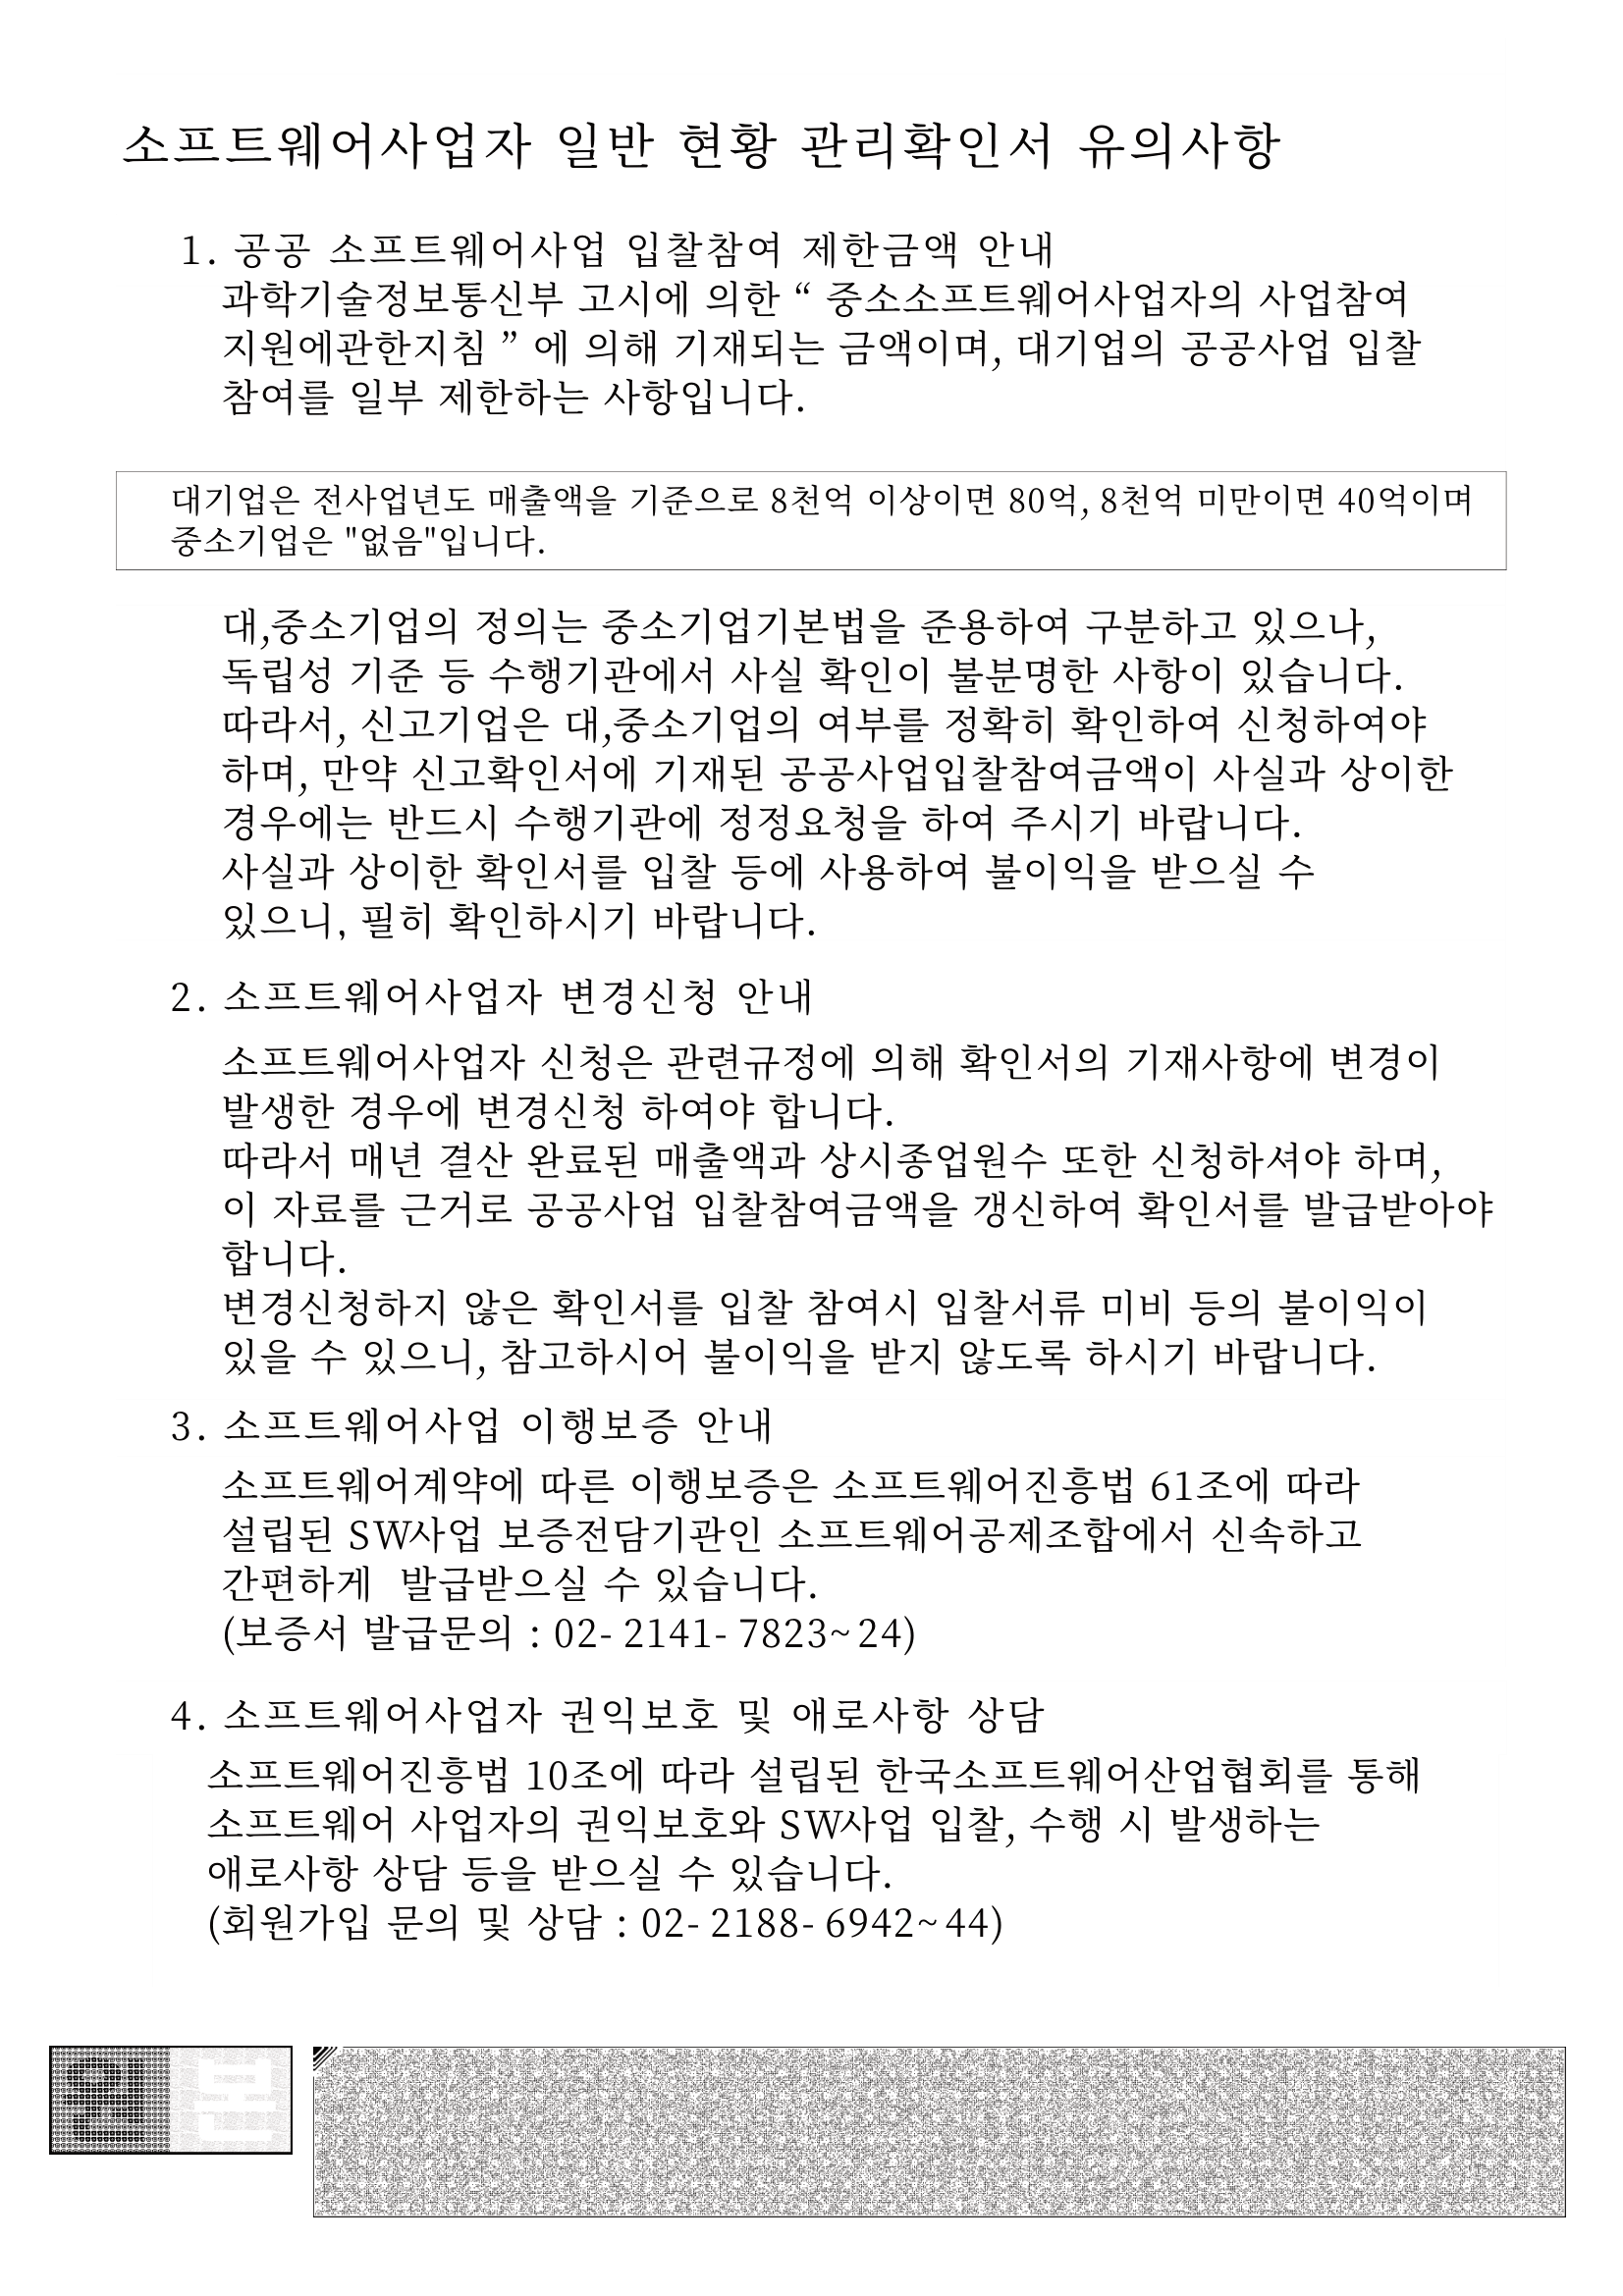 소프트웨어사업자 일반 현황 관리확인서 유의사항
1. 공공 소프트웨어사업 입찰참여 제한금액 안내
과학기술정보통신부 고시에 의한 “ 중소소프트웨어사업자의 사업참여
지원에관한지침 ” 에 의해 기재되는 금액이며, 대기업의 공공사업 입찰
참여를 일부 제한하는 사항입니다.
대기업은 전사업년도 매출액을 기준으로 8천억 이상이면 80억, 8천억 미만이면 40억이며
중소기업은 "없음"입니다.
대,중소기업의 정의는 중소기업기본법을 준용하여 구분하고 있으나,
독립성 기준 등 수행기관에서 사실 확인이 불분명한 사항이 있습니다.
따라서, 신고기업은 대,중소기업의 여부를 정확히 확인하여 신청하여야
하며, 만약 신고확인서에 기재된 공공사업입찰참여금액이 사실과 상이한
경우에는 반드시 수행기관에 정정요청을 하여 주시기 바랍니다.
사실과 상이한 확인서를 입찰 등에 사용하여 불이익을 받으실 수
있으니, 필히 확인하시기 바랍니다.
2. 소프트웨어사업자 변경신청 안내
소프트웨어사업자 신청은 관련규정에 의해 확인서의 기재사항에 변경이
발생한 경우에 변경신청 하여야 합니다.
따라서 매년 결산 완료된 매출액과 상시종업원수 또한 신청하셔야 하며,
이 자료를 근거로 공공사업 입찰참여금액을 갱신하여 확인서를 발급받아야
합니다.
변경신청하지 않은 확인서를 입찰 참여시 입찰서류 미비 등의 불이익이
있을 수 있으니, 참고하시어 불이익을 받지 않도록 하시기 바랍니다.
3. 소프트웨어사업 이행보증 안내
소프트웨어계약에 따른 이행보증은 소프트웨어진흥법 61조에 따라
설립된 SW사업 보증전담기관인 소프트웨어공제조합에서 신속하고
간편하게 발급받으실 수 있습니다.
(보증서 발급문의 : 02- 2141- 7823~24)
4. 소프트웨어사업자 권익보호 및 애로사항 상담
소프트웨어진흥법 10조에 따라 설립된 한국소프트웨어산업협회를 통해
소프트웨어 사업자의 권익보호와 SW사업 입찰, 수행 시 발생하는
애로사항 상담 등을 받으실 수 있습니다.
(회원가입 문의 및 상담 : 02- 2188- 6942~44)
원본